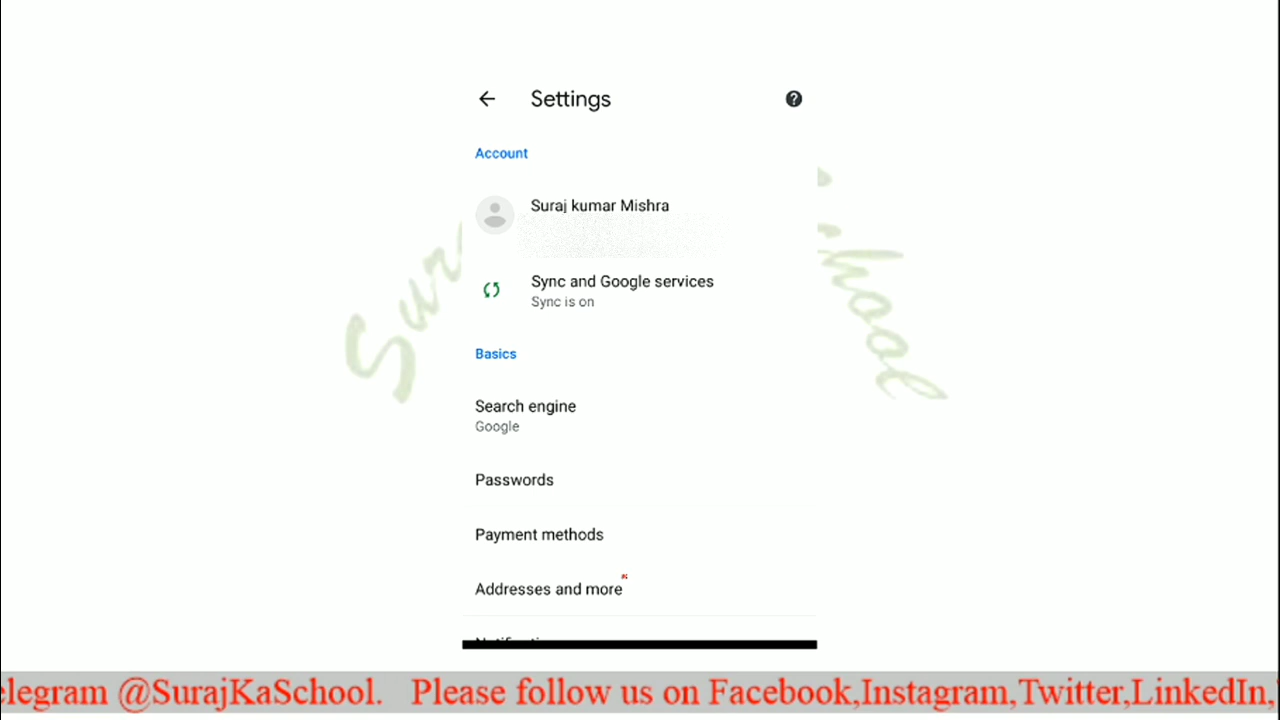 Settings
Account
Suraj kumar Mishra
Sync and Google services
Sync is on
Basics
Search engine
Google
Passwords
Payment methods
Addresses and more
elegram @SurajKaSchool. Please follow us on Facebook,Instagram,Twitter,LinkedIn,